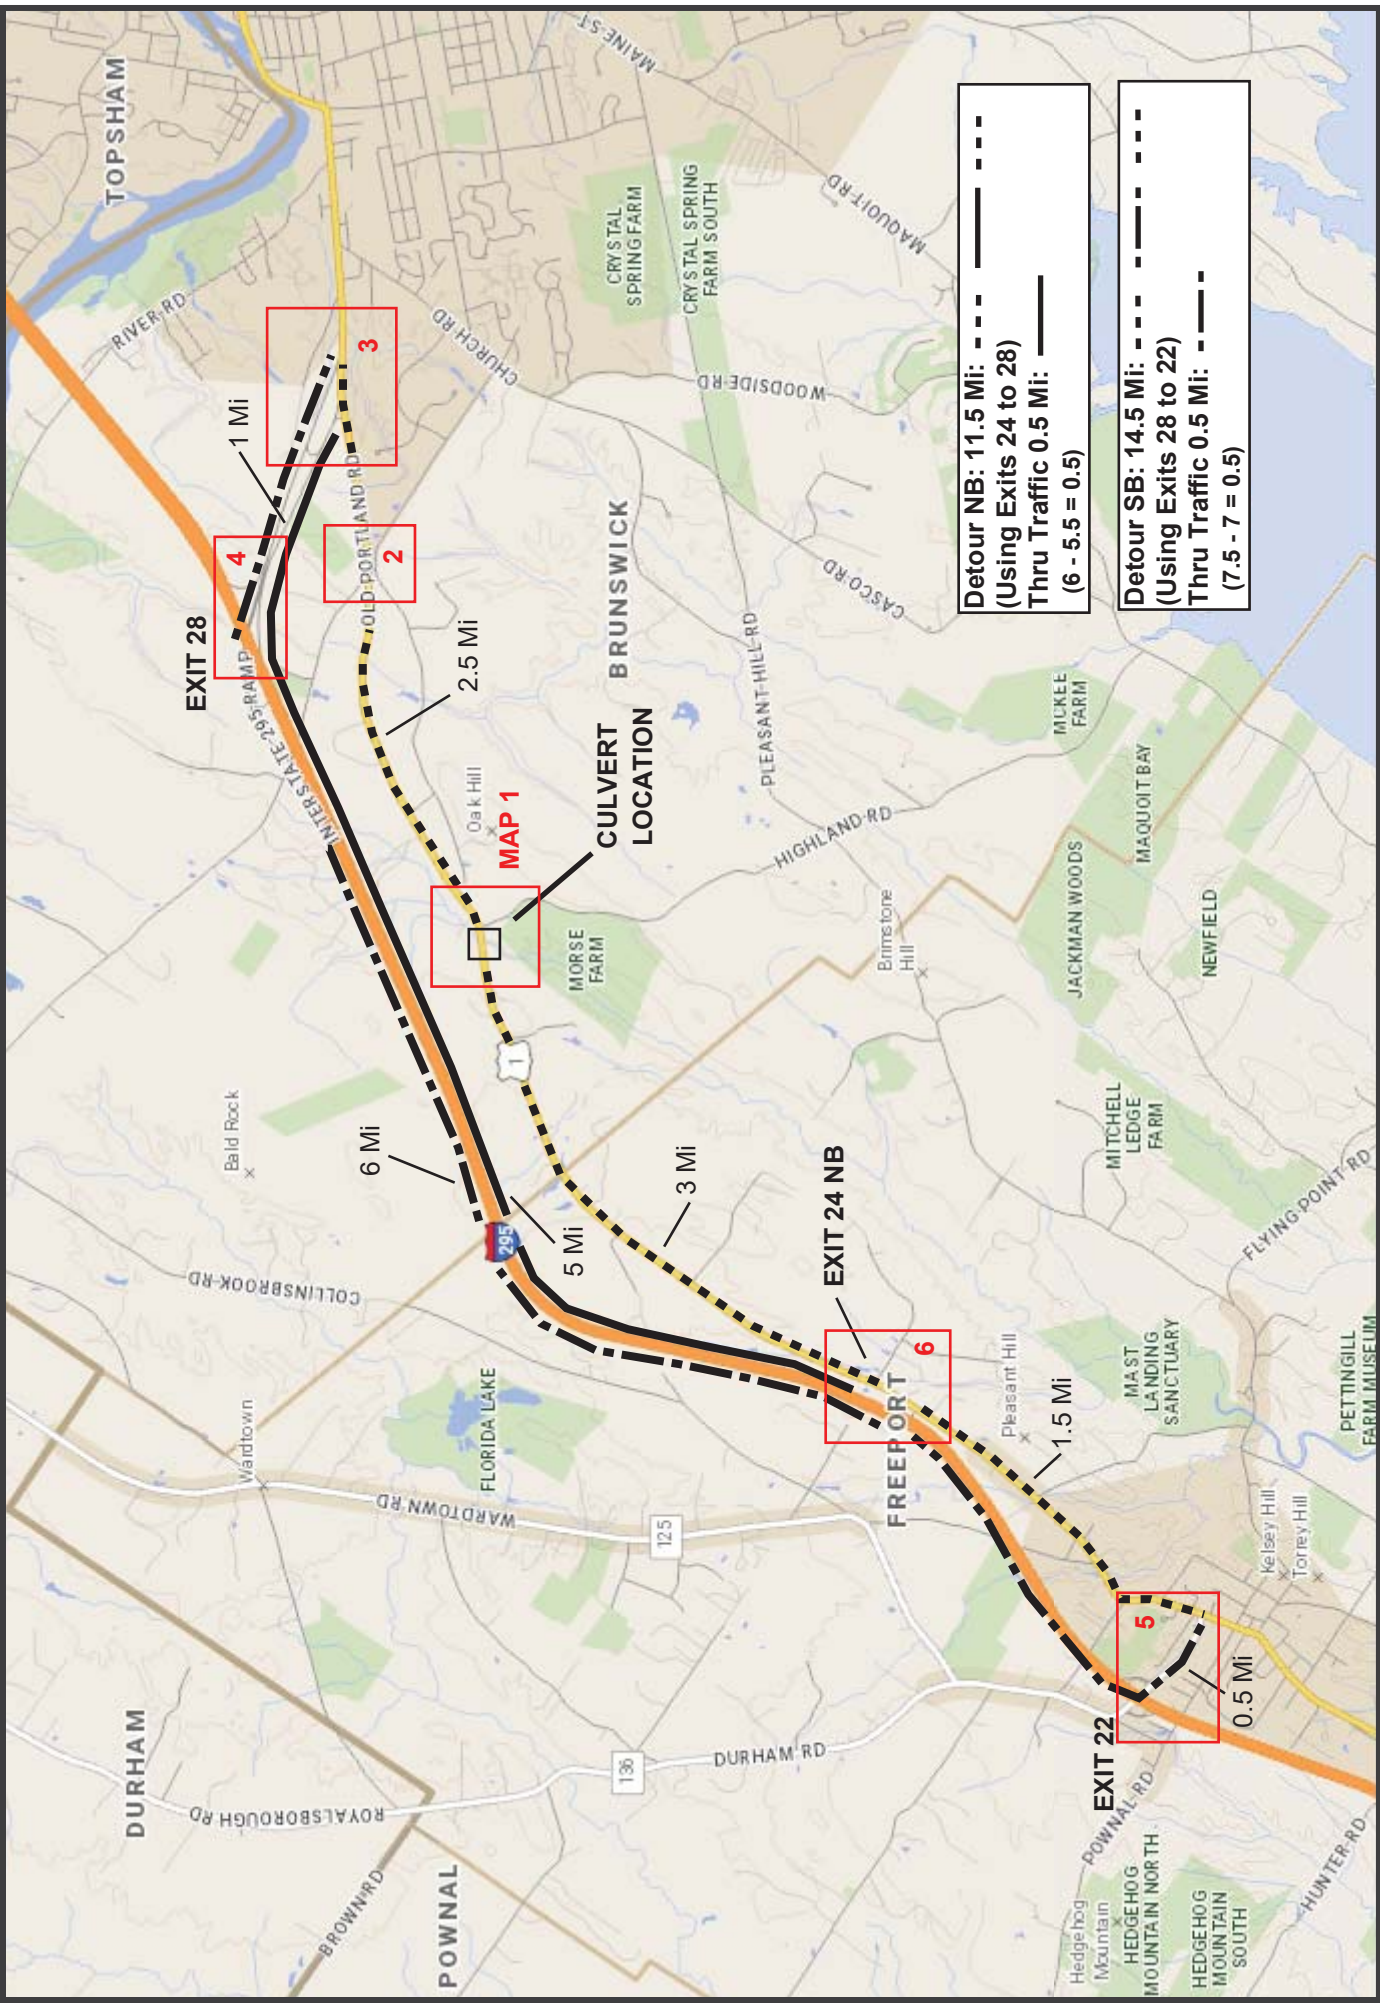 TOPSHAM
RIVER RD
MAINE ST
CHURCH RD
MAQUOIT RD
CRYSTAL
SPRING FARM
CRYSTAL SPRING
FARM SOUTH
WOODSIDE RD
3
1 Mi
4
EXIT 28
INTERSTATE 295 RAMP
OLD PORTLAND RD
2
2.5 Mi
BRUNSWICK
CASCO RD
PLEASANT HILL RD
HIGHLAND RD
Oak Hill
MAP 1
CULVERT
LOCATION
MORSE
FARM
MCKEE
FARM
MAQUOIT BAY
JACKMAN WOODS
NEWFIELD
Brimstone
Hill
1
Bald Rock
6 Mi
295
5 Mi
3 Mi
EXIT 24 NB
MITCHELL
LEDGE
FARM
FLYING POINT RD
COLLINSBROOK RD
FLORIDA LAKE
Wardtown
WARDTOWN RD
125
6
FREEPORT
Pleasant Hill
1.5 Mi
MAST
LANDING
SANCTUARY
PETTINGILL
FARM MUSEUM
Kelsey Hill
Torrey Hill
5
0.5 Mi
EXIT 22
DURHAM
ROYALSBOROUGH RD
136
DURHAM RD
POWNAL RD
BROWN RD
POWNAL
Hedgehog
Mountain
HEDGEHOG
MOUNTAIN NORTH
HEDGEHOG
MOUNTAIN
SOUTH
HUNTER RD
Detour NB: 11.5 Mi:
(Using Exits 24 to 28)
Thru Traffic 0.5 Mi:
(6 - 5.5 = 0.5)
Detour SB: 14.5 Mi:
(Using Exits 28 to 22)
Thru Traffic 0.5 Mi:
(7.5 - 7 = 0.5)